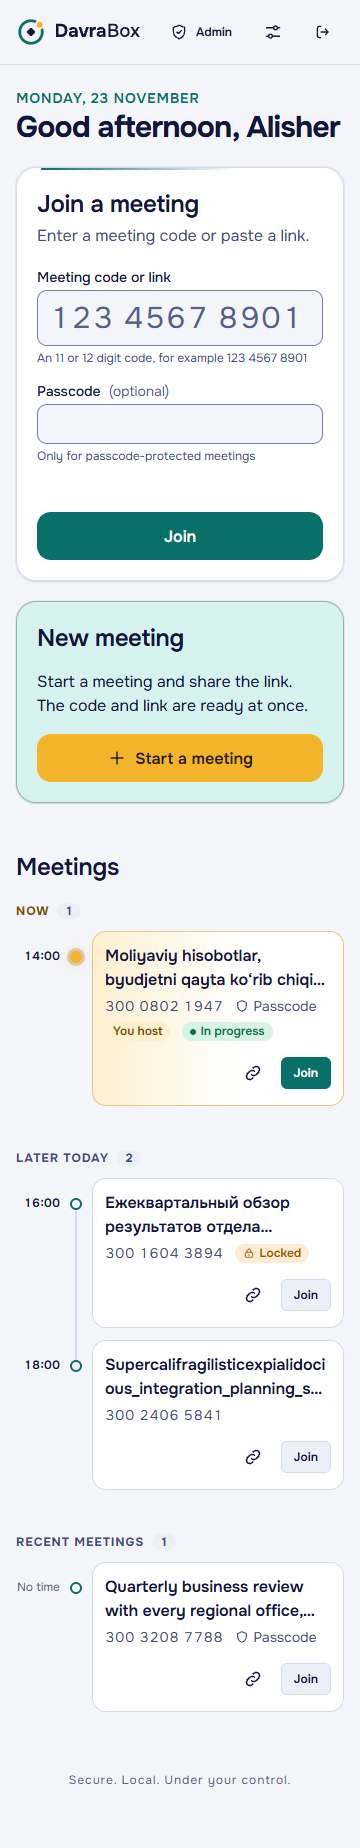 DavraBox
Admin
MONDAY, 23 NOVEMBER
Good afternoon, Alisher
Join a meeting
Enter a meeting code or paste a link.
Meeting code or link
123 4567 8901
An 11 or 12 digit code, for example 123 4567 8901
Passcode (optional)
Only for passcode-protected meetings
Join
New meeting
Start a meeting and share the link.
The code and link are ready at once.
Start a meeting
Meetings
NOW 1
14:00
Moliyaviy hisobotlar,
byudjetni qayta ko‘rib chiqi...
300 0802 1947 Passcode
You host In progress
Join
LATER TODAY 2
16:00
Ежеквартальный обзор
результатов отдела...
300 1604 3894 Locked
Join
18:00
Supercalifragilisticexpialidoci
ous_integration_planning_s...
300 2406 5841
Join
RECENT MEETINGS 1
No time
Quarterly business review
with every regional office,...
300 3208 7788 Passcode
Join
Secure. Local. Under your control.